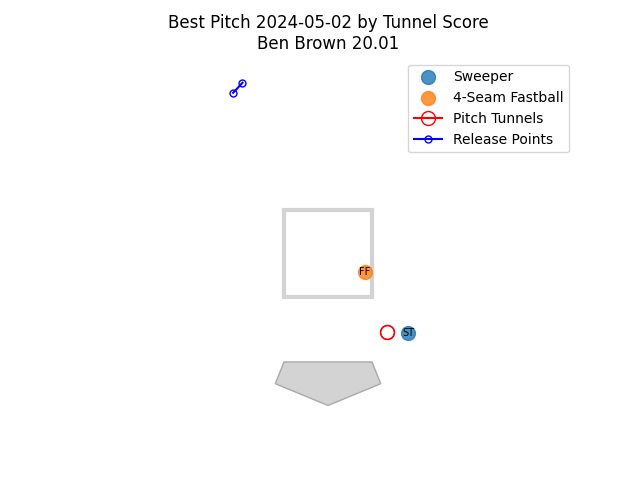 Best Pitch 2024-05-02 by Tunnel Score
Ben Brown 20.01
Sweeper
4-Seam Fastball
Pitch Tunnels
Release Points
FF
ST